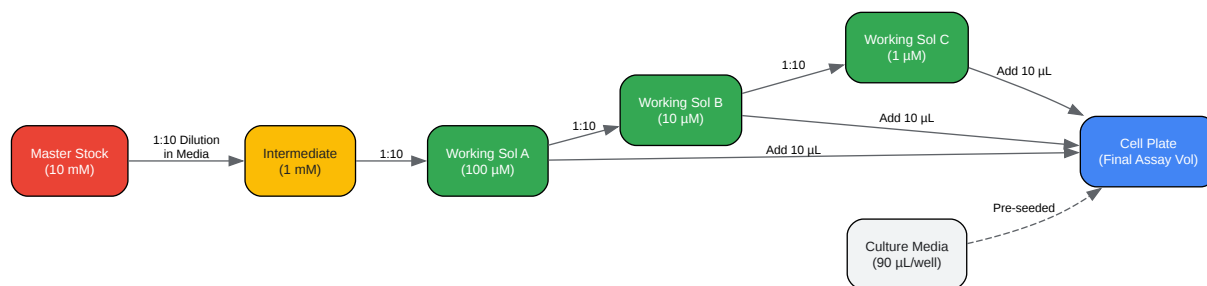 Master Stock
(10 mM)
1:10 Dilution
in Media
Intermediate
(1 mM)
1:10
Working Sol A
(100 µM)
1:10
Working Sol B
(10 µM)
1:10
Working Sol C
(1 µM)
Add 10 µL
Add 10 µL
Add 10 µL
Cell Plate
(Final Assay Vol)
Pre-seeded
Culture Media
(90 µL/well)